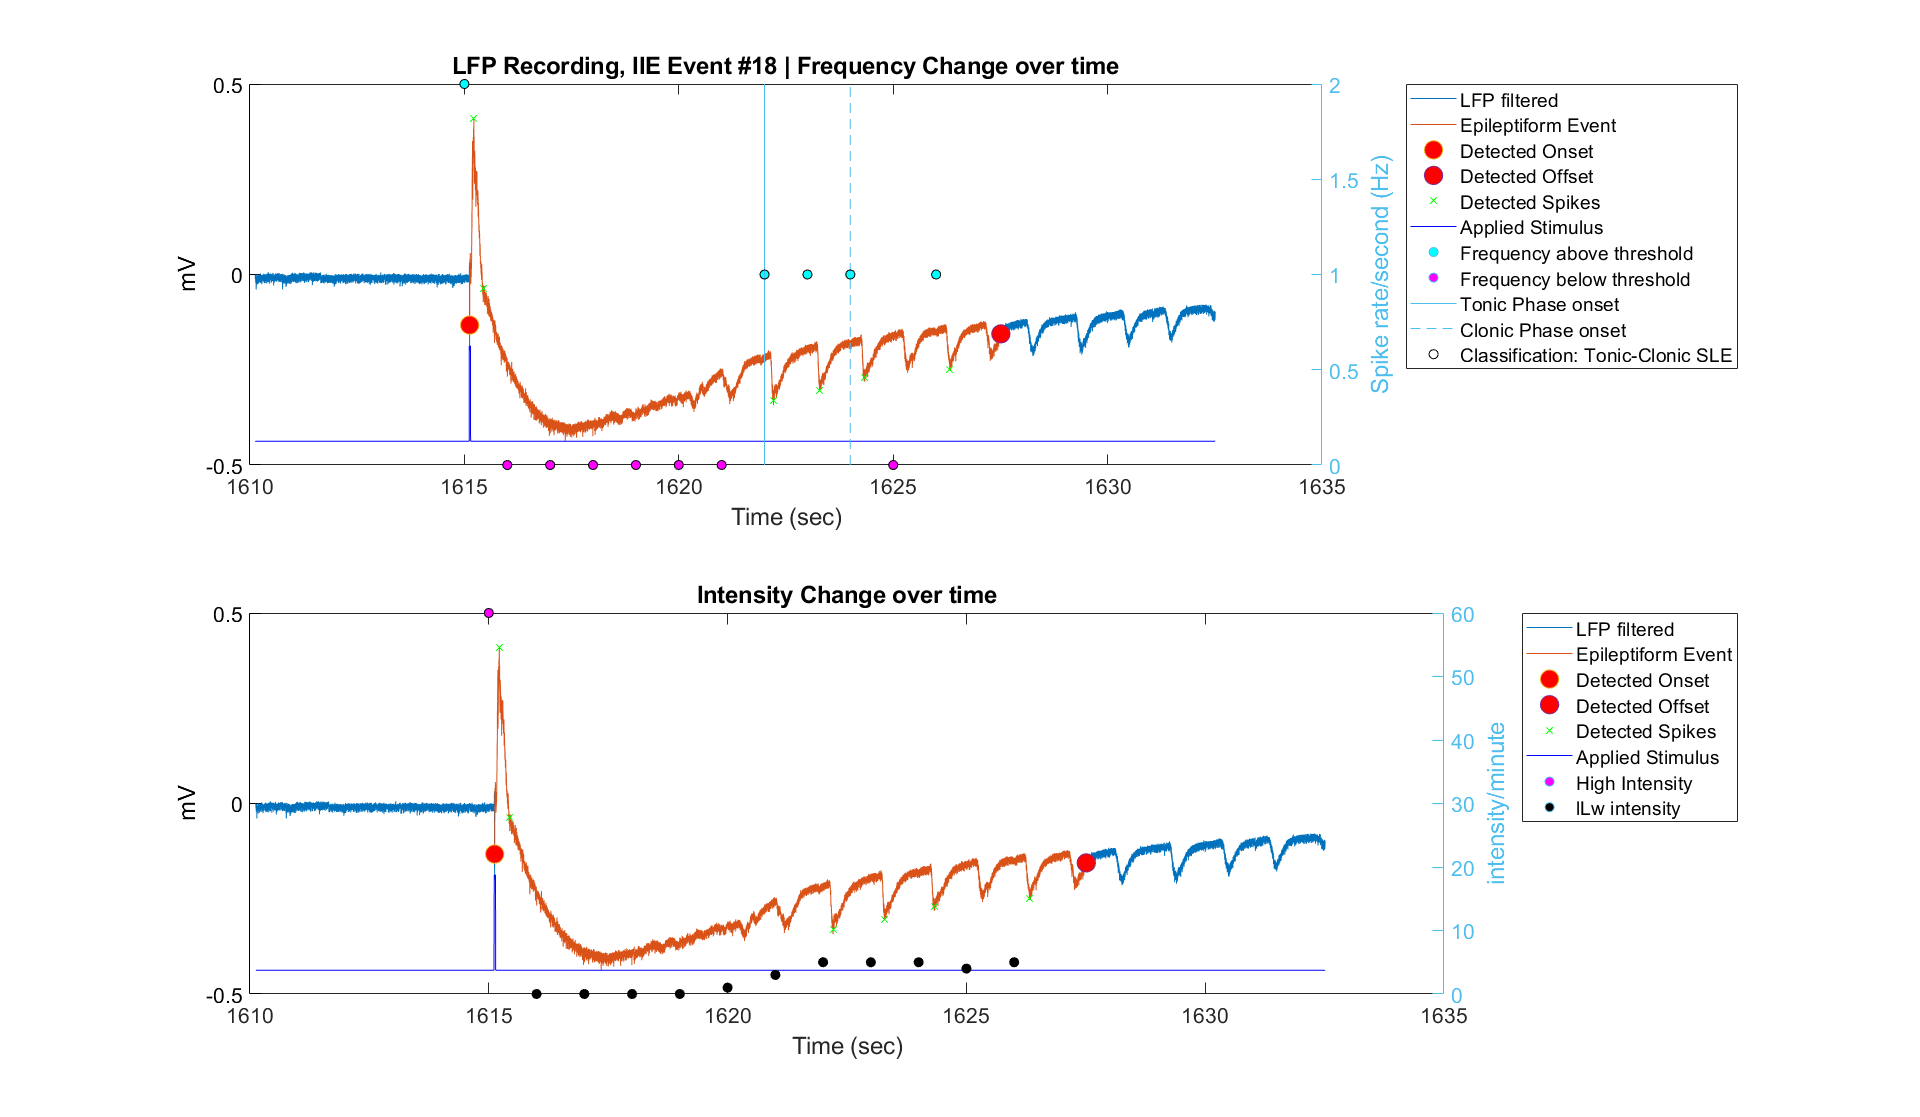 LFP Recording, IIE Event #18 | Frequency Change over time
0.5
0
-0.5
mV
1610
1615
1620
1625
1630
1635
Time (sec)
2
1.5
1
0.5
0
Spike rate/second (Hz)
LFP filtered
Epileptiform Event
Detected Onset
Detected Offset
Detected Spikes
Applied Stimulus
Frequency above threshold
Frequency below threshold
Tonic Phase onset
Clonic Phase onset
Classification: Tonic-Clonic SLE
Intensity Change over time
0.5
0
-0.5
mV
1610
1615
1620
1625
1630
1635
Time (sec)
60
50
40
30
20
10
0
intensity/minute
LFP filtered
Epileptiform Event
Detected Onset
Detected Offset
Detected Spikes
Applied Stimulus
High Intensity
lLw intensity